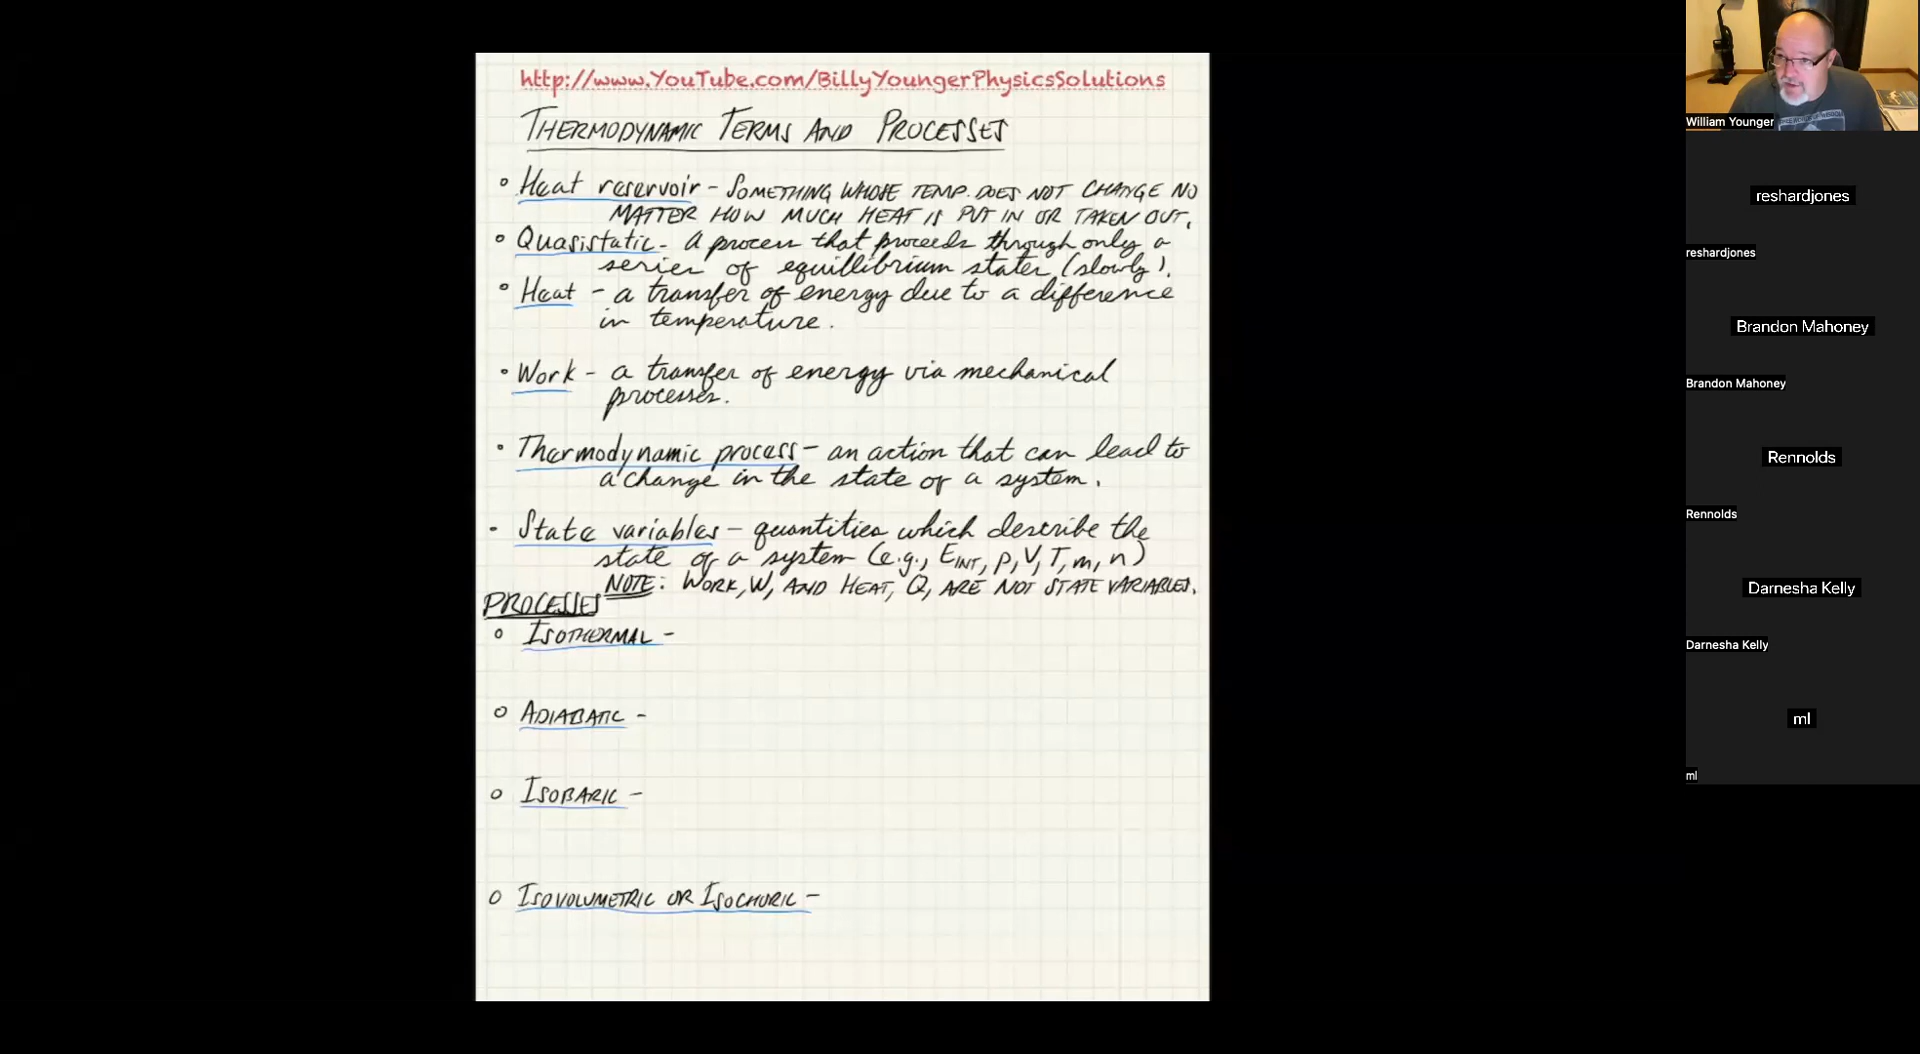 http://www.YouTube.com/BillyYoungerPhysicsSolutions
THERMODYNAMIC TERMS AND PROCESSES
° Heat reservoir - SOMETHING WHOSE TEMP. DOES NOT CHANGE NO
MATTER HOW MUCH HEAT IS PUT IN OR TAKEN OUT.
° Quasistatic - A process that proceeds through only a
series of equillibrium states (slowly).
° Heat - a transfer of energy due to a difference
in temperature.
° Work - a transfer of energy via mechanical
processes.
° Thermodynamic process - an action that can lead to
a change in the state of a system.
• State variables - quantities which describe the
state of a system (e.g., EINT, p, V, T, m, n)
NOTE: WORK, W, AND HEAT, Q, ARE NOT STATE VARIABLES.
PROCESSES
° ISOTHERMAL -
° ADIABATIC -
° ISOBARIC -
° ISOVOLUMETRIC OR ISOCHORIC -
William Younger
reshardjones
reshardjones
Brandon Mahoney
Brandon Mahoney
Rennolds
Rennolds
Darnesha Kelly
Darnesha Kelly
ml
ml